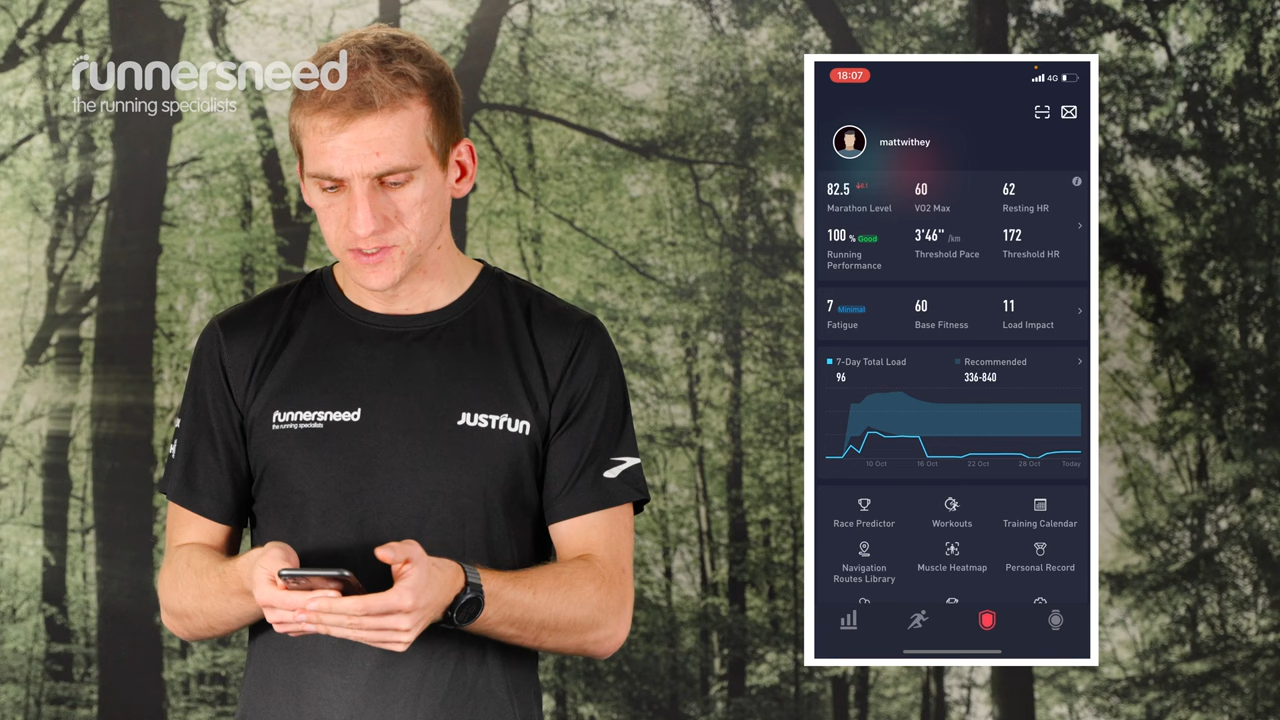 runnersneed
the running specialists
runnersneed
the running specialists
JUSTrun
18:07
4G
mattwithey
82.5
60
62
Marathon Level
VO2 Max
Resting HR
100 % Good
3'46" /km
172
Running
Performance
Threshold Pace
Threshold HR
7 Minimal
60
11
Fatigue
Base Fitness
Load Impact
7-Day Total Load
Recommended
96
336-840
10 Oct
16 Oct
22 Oct
28 Oct
Today
Race Predictor
Workouts
Training Calendar
Navigation
Routes Library
Muscle Heatmap
Personal Record